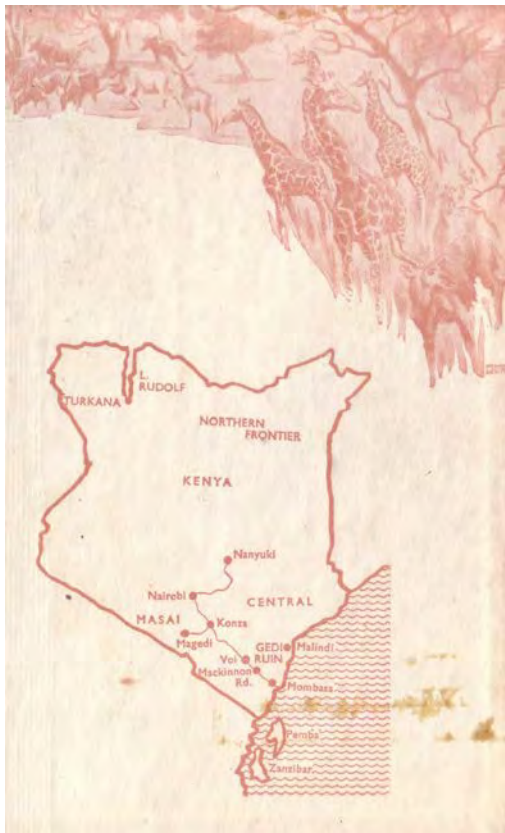 L.
RUDOLF
TURKANA
NORTHERN
FRONTIER
KENYA
Nanyuki
Nairobi
CENTRAL
MASAI
Konza
Magedi
GEDI
RUIN
Malindi
Voi
Mackinnon
Rd.
Mombasa
Pemba
Zanzibar